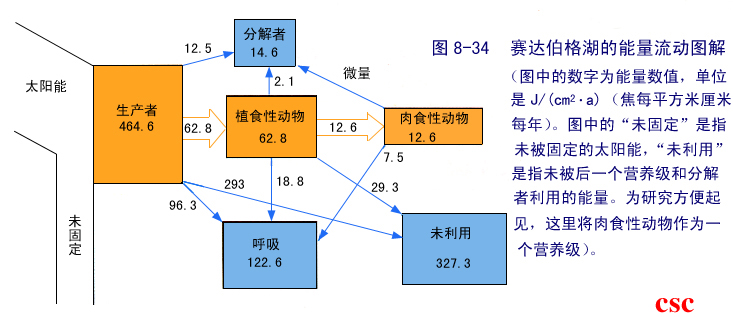 图 8-34 赛达伯格湖的能量流动图解
(图中的数字为能量数值，单位
是 J/(cm²·a) (焦每平方米厘米
每年)。图中的“未固定”是指
未被固定的太阳能，“未利用”
是指未被后一个营养级和分解
者利用的能量。为研究方便起
见，这里将肉食性动物作为一
个营养级)。
太阳能
未固定
生产者
464.6
12.5
分解者
14.6
微量
2.1
62.8
植食性动物
62.8
12.6
肉食性动物
12.6
7.5
18.8
29.3
293
96.3
呼吸
122.6
未利用
327.3
csc